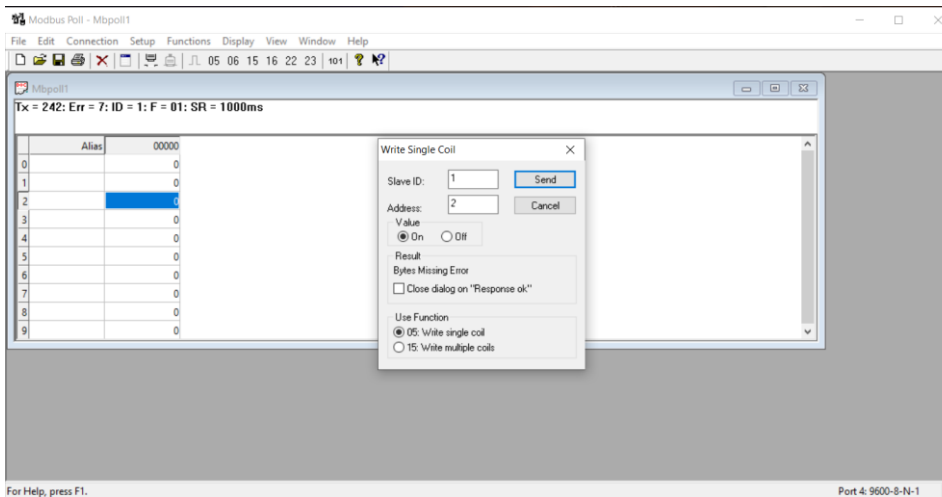 Modbus Poll - Mbpoll1
File Edit Connection Setup Functions Display View Window Help
05 06 15 16 22 23 101
Mbpoll1
Tx = 242: Err = 7: ID = 1: F = 01: SR = 1000ms
Alias 00000
0 0
1 0
2 0
3 0
4 0
5 0
6 0
7 0
8 0
9 0
Write Single Coil
Slave ID: 1 Send
Address: 2 Cancel
Value
On Off
Result
Bytes Missing Error
Close dialog on "Response ok"
Use Function
05: Write single coil
15: Write multiple coils
For Help, press F1. Port 4: 9600-8-N-1